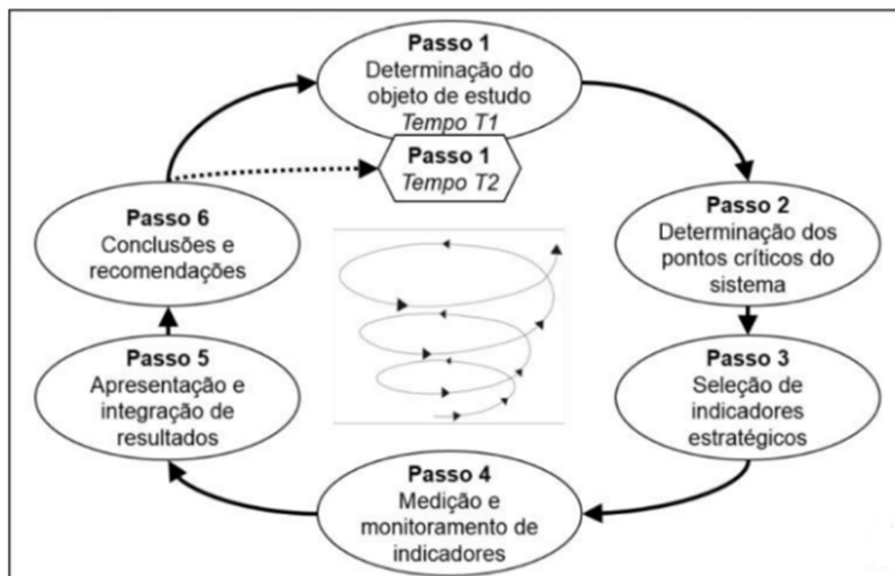 Passo 1
Determinação do
objeto de estudo
Tempo T1
Passo 1
Tempo T2
Passo 2
Determinação dos
pontos críticos do
sistema
Passo 3
Seleção de
indicadores
estratégicos
Passo 4
Medição e
monitoramento de
indicadores
Passo 5
Apresentação e
integração de
resultados
Passo 6
Conclusões e
recomendações